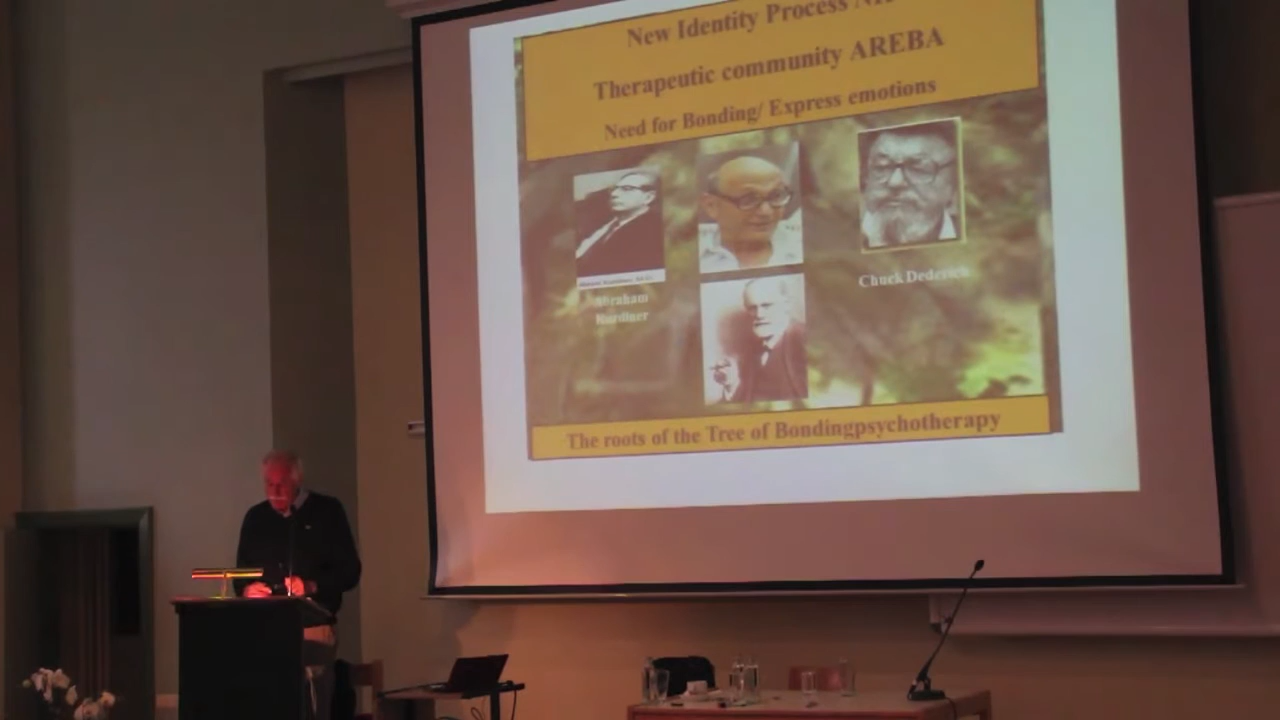 New Identity Process
Therapeutic community AREBA
Need for Bonding/ Express emotions
Abraham
Kardiner
Chuck Dederich
The roots of the Tree of Bondingpsychotherapy